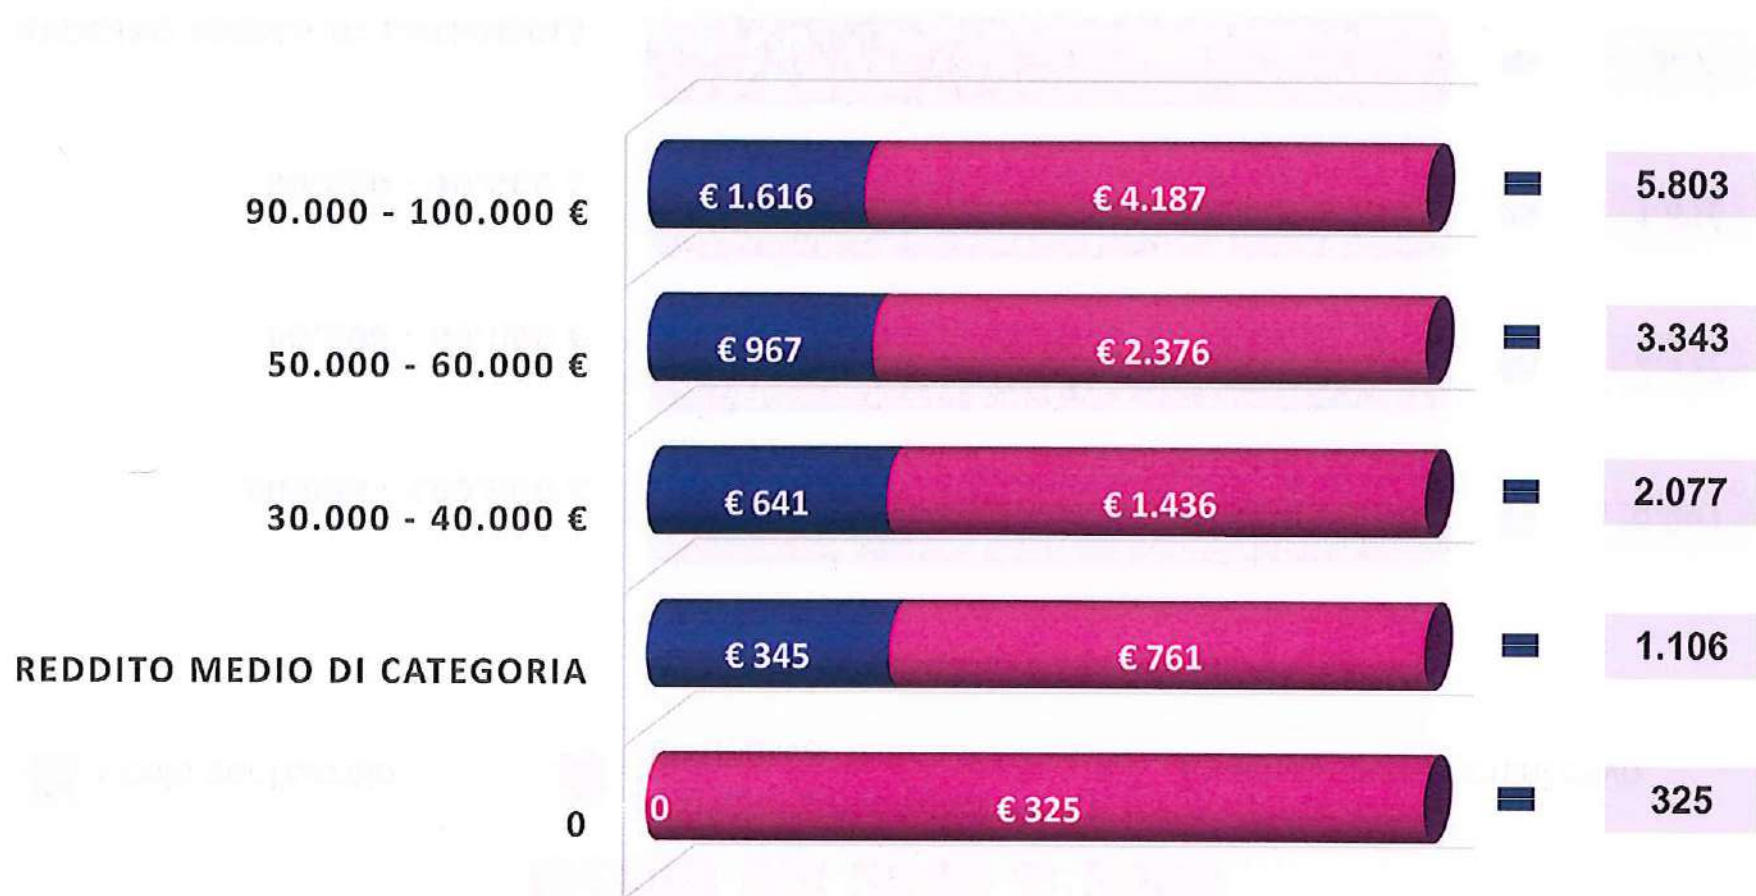 90.000 - 100.000 € € 1.616 € 4.187 = 5.803
50.000 - 60.000 € € 967 € 2.376 = 3.343
30.000 - 40.000 € € 641 € 1.436 = 2.077
REDDITO MEDIO DI CATEGORIA € 345 € 761 = 1.106
0 0 € 325 = 325